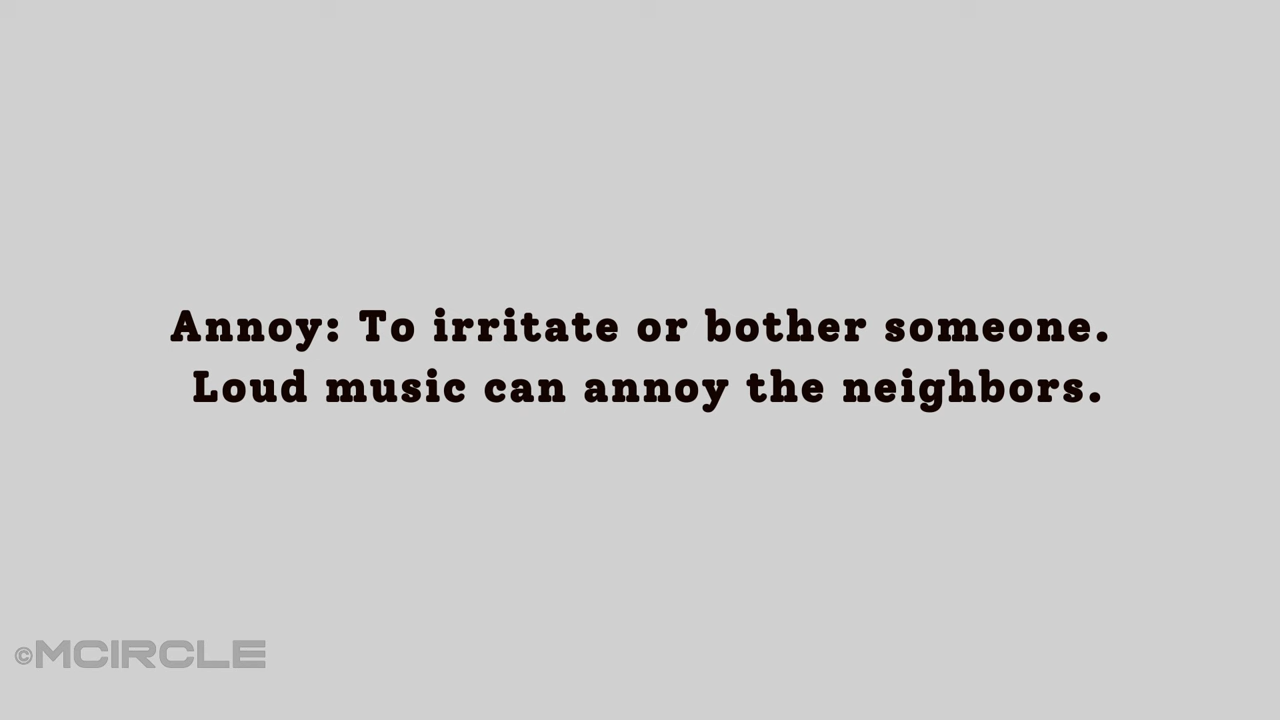 Annoy: To irritate or bother someone.
Loud music can annoy the neighbors.
©MCIRCLE